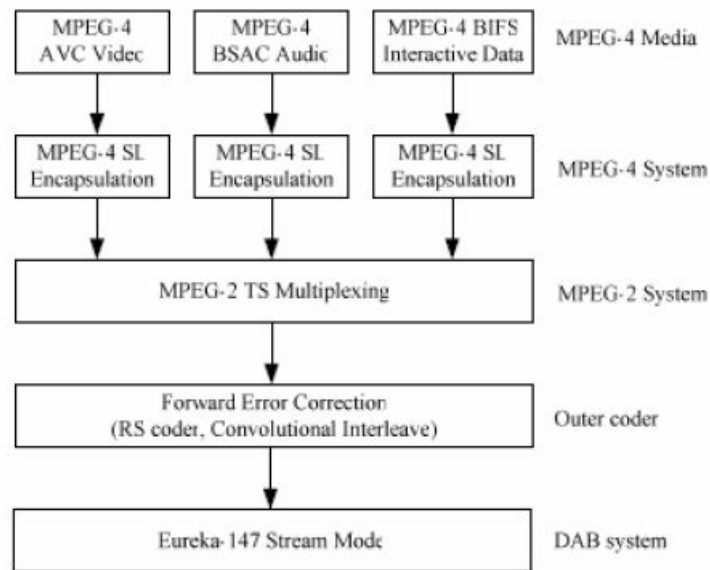 MPEG-4
AVC Video
MPEG-4
BSAC Audio
MPEG-4 BIFS
Interactive Data
MPEG-4 Media
MPEG-4 SL
Encapsulation
MPEG-4 SL
Encapsulation
MPEG-4 SL
Encapsulation
MPEG-4 System
MPEG-2 TS Multiplexing
MPEG-2 System
Forward Error Correction
(RS coder, Convolutional Interleave)
Outer coder
Eureka-147 Stream Mode
DAB system